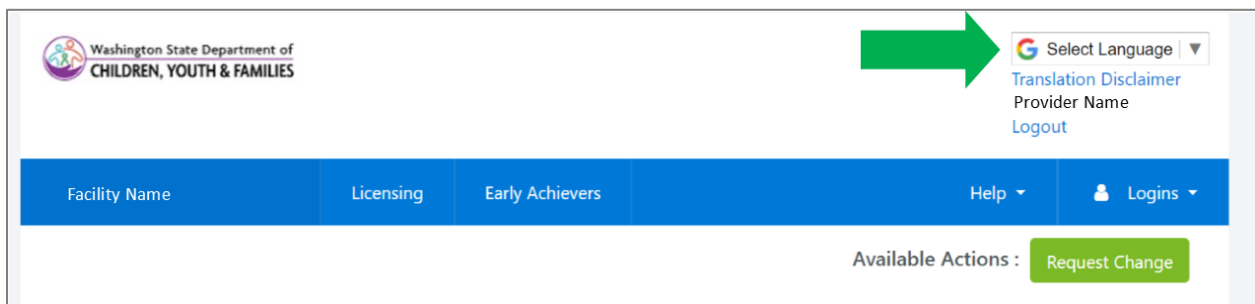 Washington State Department of
CHILDREN, YOUTH & FAMILIES
G Select Language ▼
Translation Disclaimer
Provider Name
Logout
Facility Name Licensing Early Achievers Help Logins
Available Actions : Request Change